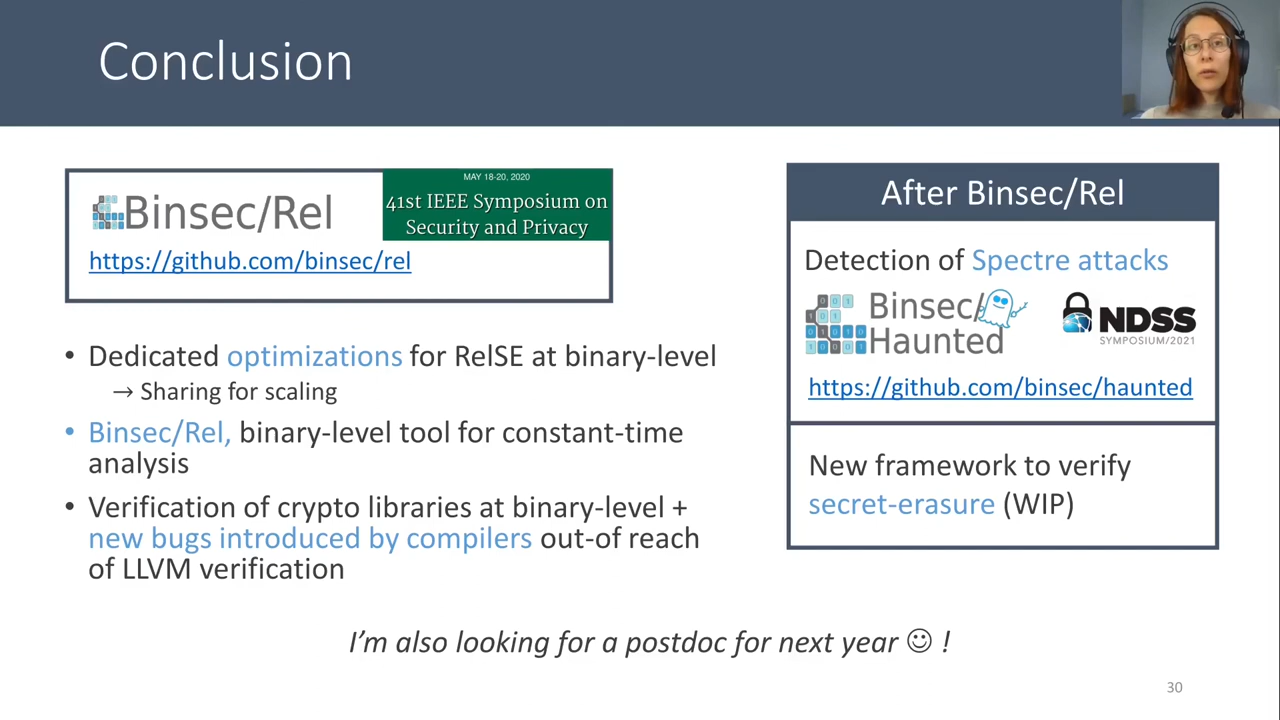 Conclusion
Binsec/Rel
MAY 18-20, 2020
41st IEEE Symposium on
Security and Privacy
https://github.com/binsec/rel
• Dedicated optimizations for RelSE at binary-level
→ Sharing for scaling
• Binsec/Rel, binary-level tool for constant-time
analysis
• Verification of crypto libraries at binary-level +
new bugs introduced by compilers out-of reach
of LLVM verification
After Binsec/Rel
Detection of Spectre attacks
Binsec/
Haunted
NDSS
SYMPOSIUM/2021
https://github.com/binsec/haunted
New framework to verify
secret-erasure (WIP)
I'm also looking for a postdoc for next year ☺ !
30